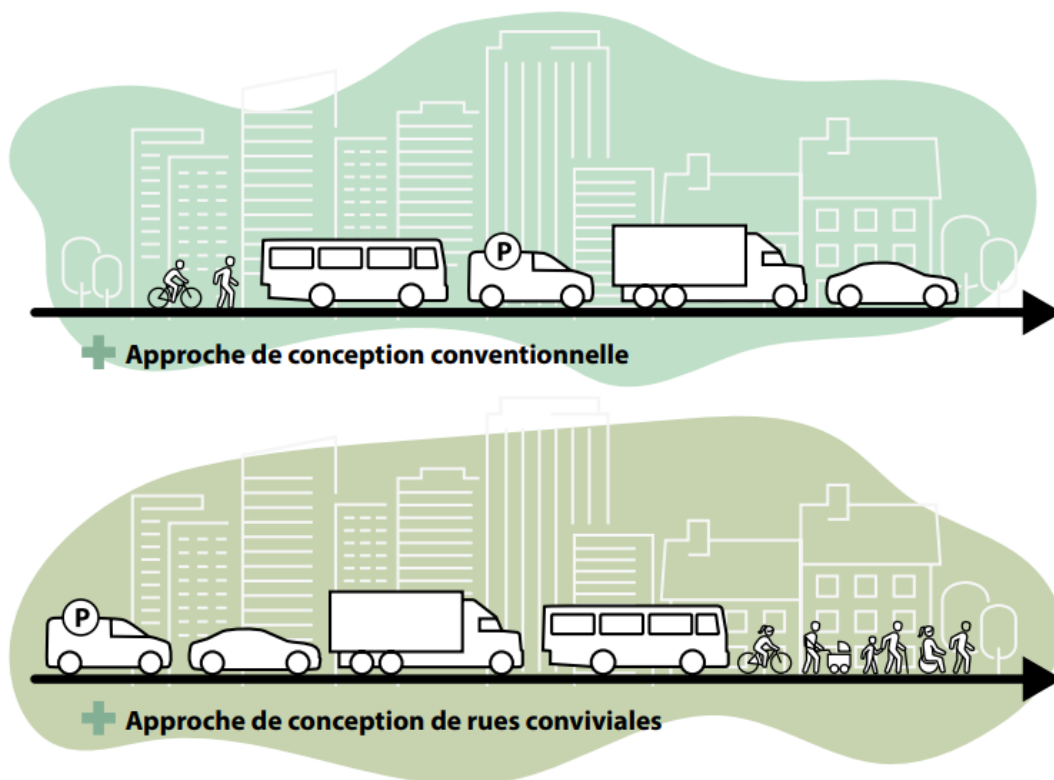 P
Approche de conception conventionnelle
P
Approche de conception de rues conviviales